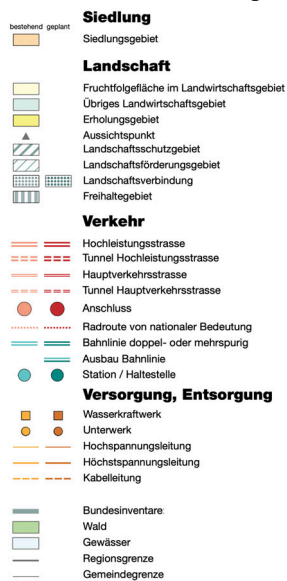 Siedlung
bestehend geplant
Siedlungsgebiet
Landschaft
Fruchtfolgefläche im Landwirtschaftsgebiet
Übriges Landwirtschaftsgebiet
Erholungsgebiet
Aussichtspunkt
Landschaftsschutzgebiet
Landschaftsförderungsgebiet
Landschaftsverbindung
Freihaltegebiet
Verkehr
Hochleistungsstrasse
Tunnel Hochleistungsstrasse
Hauptverkehrsstrasse
Tunnel Hauptverkehrsstrasse
Anschluss
Radroute von nationaler Bedeutung
Bahnlinie doppel- oder mehrspurig
Ausbau Bahnlinie
Station / Haltestelle
Versorgung, Entsorgung
Wasserkraftwerk
Unterwerk
Hochspannungsleitung
Höchstspannungsleitung
Kabelleitung
Bundesinventare
Wald
Gewässer
Regionsgrenze
Gemeindegrenze